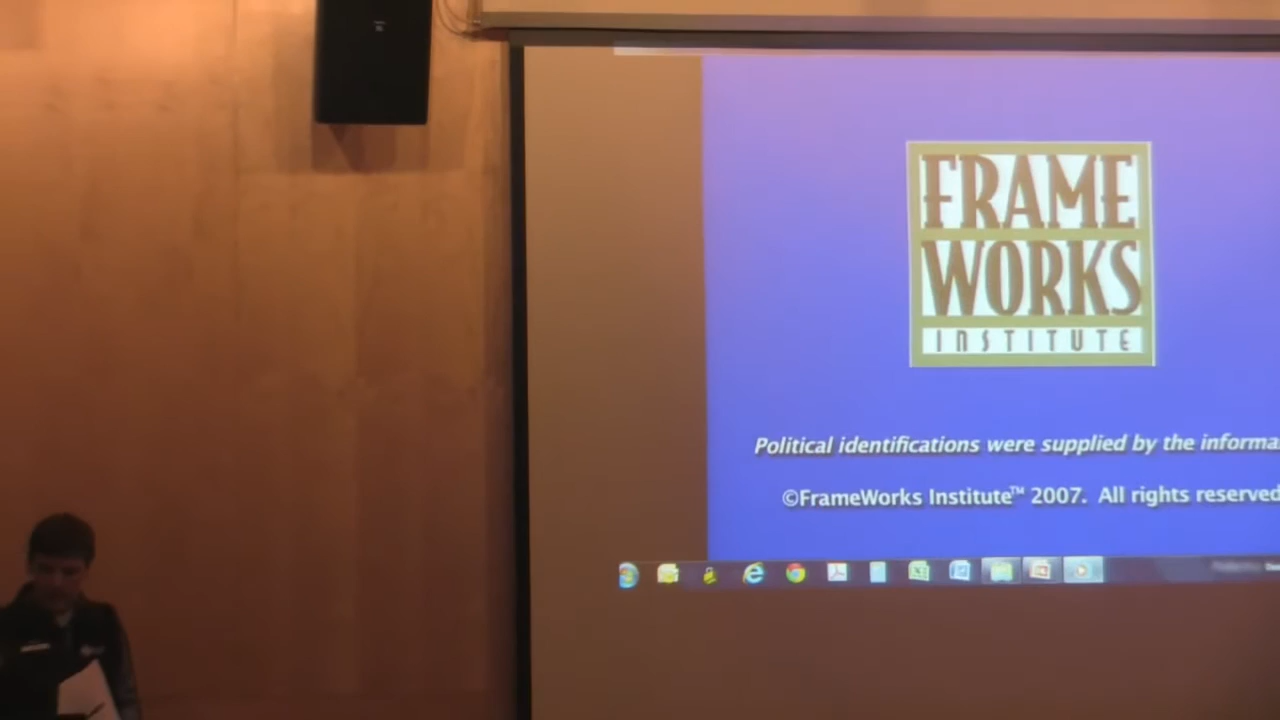 FRAME
WORKS
INSTITUTE
Political identifications were supplied by the informa
©FrameWorks Institute™ 2007. All rights reserved